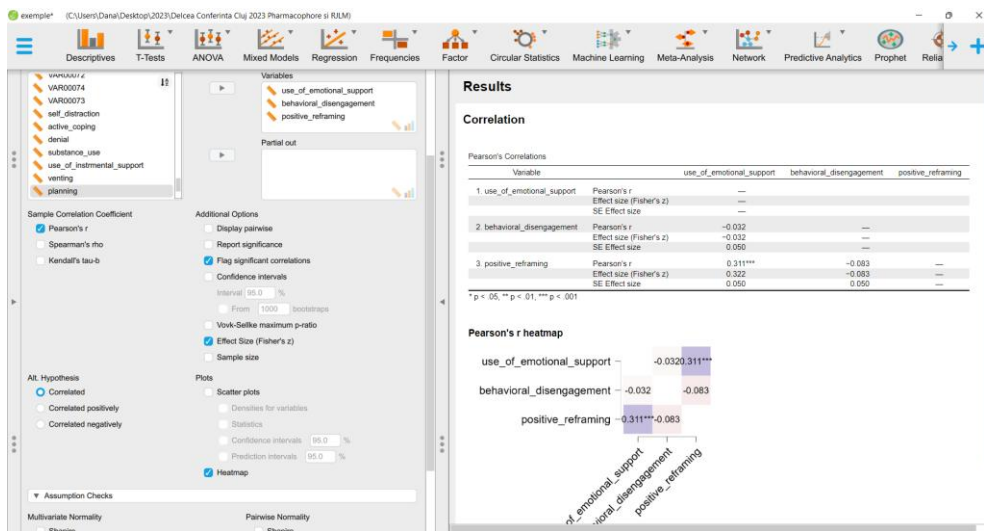 exemple* (C:\Users\Dana\Desktop\2023\Delcea Conferinta Cluj 2023 Pharmacophore si RJLM)
Descriptives T-Tests ANOVA Mixed Models Regression Frequencies Factor Circular Statistics Machine Learning Meta-Analysis Network Predictive Analytics Prophet Relia
VAR00072
VAR00074
VAR00073
self_distraction
active_coping
denial
substance_use
use_of_instrmental_support
venting
planning
Variables
use_of_emotional_support
behavioral_disengagement
positive_reframing
Partial out
Sample Correlation Coefficient
Pearson's r
Spearman's rho
Kendall's tau-b
Additional Options
Display pairwise
Report significance
Flag significant correlations
Confidence intervals
Interval 95.0 %
From 1000 bootstraps
Vovk-Sellke maximum p-ratio
Effect Size (Fisher's z)
Sample size
Alt. Hypothesis
Correlated
Correlated positively
Correlated negatively
Plots
Scatter plots
Densities for variables
Statistics
Confidence intervals 95.0 %
Prediction intervals 95.0 %
Heatmap
Assumption Checks
Multivariate Normality
Shapiro
Pairwise Normality
Shapiro
Results
Correlation
Pearson's Correlations
Variable use_of_emotional_support behavioral_disengagement positive_reframing
1. use_of_emotional_support Pearson's r —
Effect size (Fisher's z) —
SE Effect size —
2. behavioral_disengagement Pearson's r −0.032 —
Effect size (Fisher's z) −0.032 —
SE Effect size 0.050 —
3. positive_reframing Pearson's r 0.311*** −0.083 —
Effect size (Fisher's z) 0.322 −0.083 —
SE Effect size 0.050 0.050 —
* p < .05, ** p < .01, *** p < .001
Pearson's r heatmap
use_of_emotional_support -0.032 0.311***
behavioral_disengagement -0.032 -0.083
positive_reframing 0.311*** -0.083
of_emotional_support
ioral_disengagement
positive_reframing